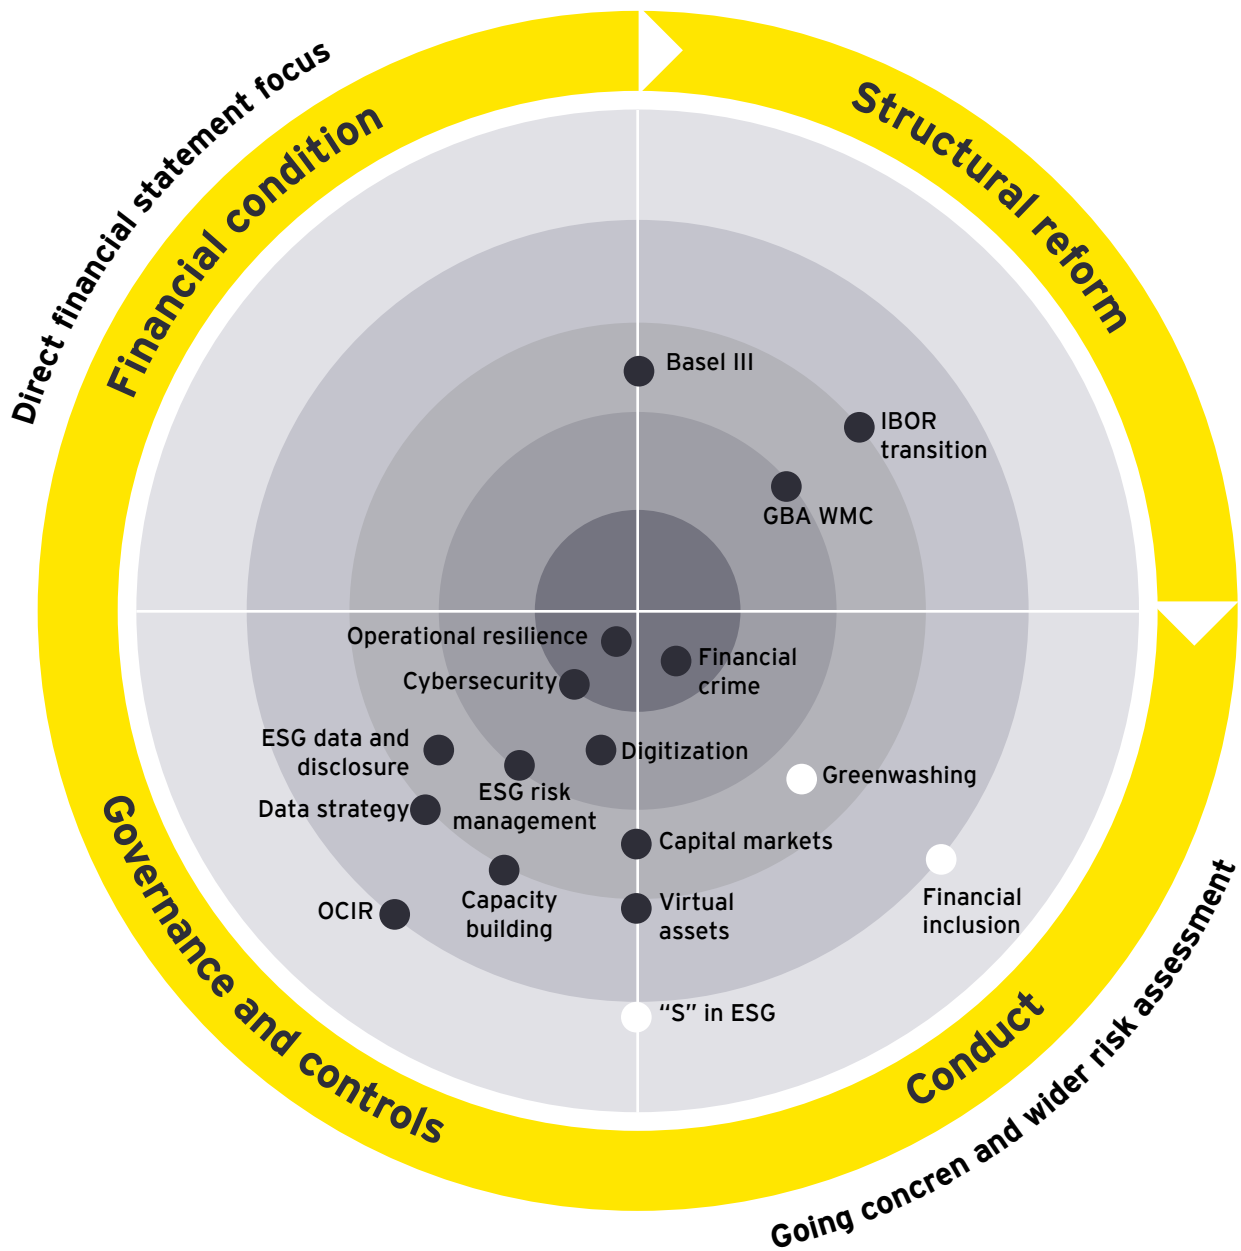 Direct financial statement focus
Financial condition
Structural reform
Basel III
IBOR
transition
GBA WMC
Operational resilience
Financial
crime
Cybersecurity
ESG data and
disclosure
Digitization
Greenwashing
ESG risk
management
Data strategy
Capital markets
Capacity
building
OCIR
Virtual
assets
Financial
inclusion
“S” in ESG
Governance and controls
Conduct
Going concren and wider risk assessment